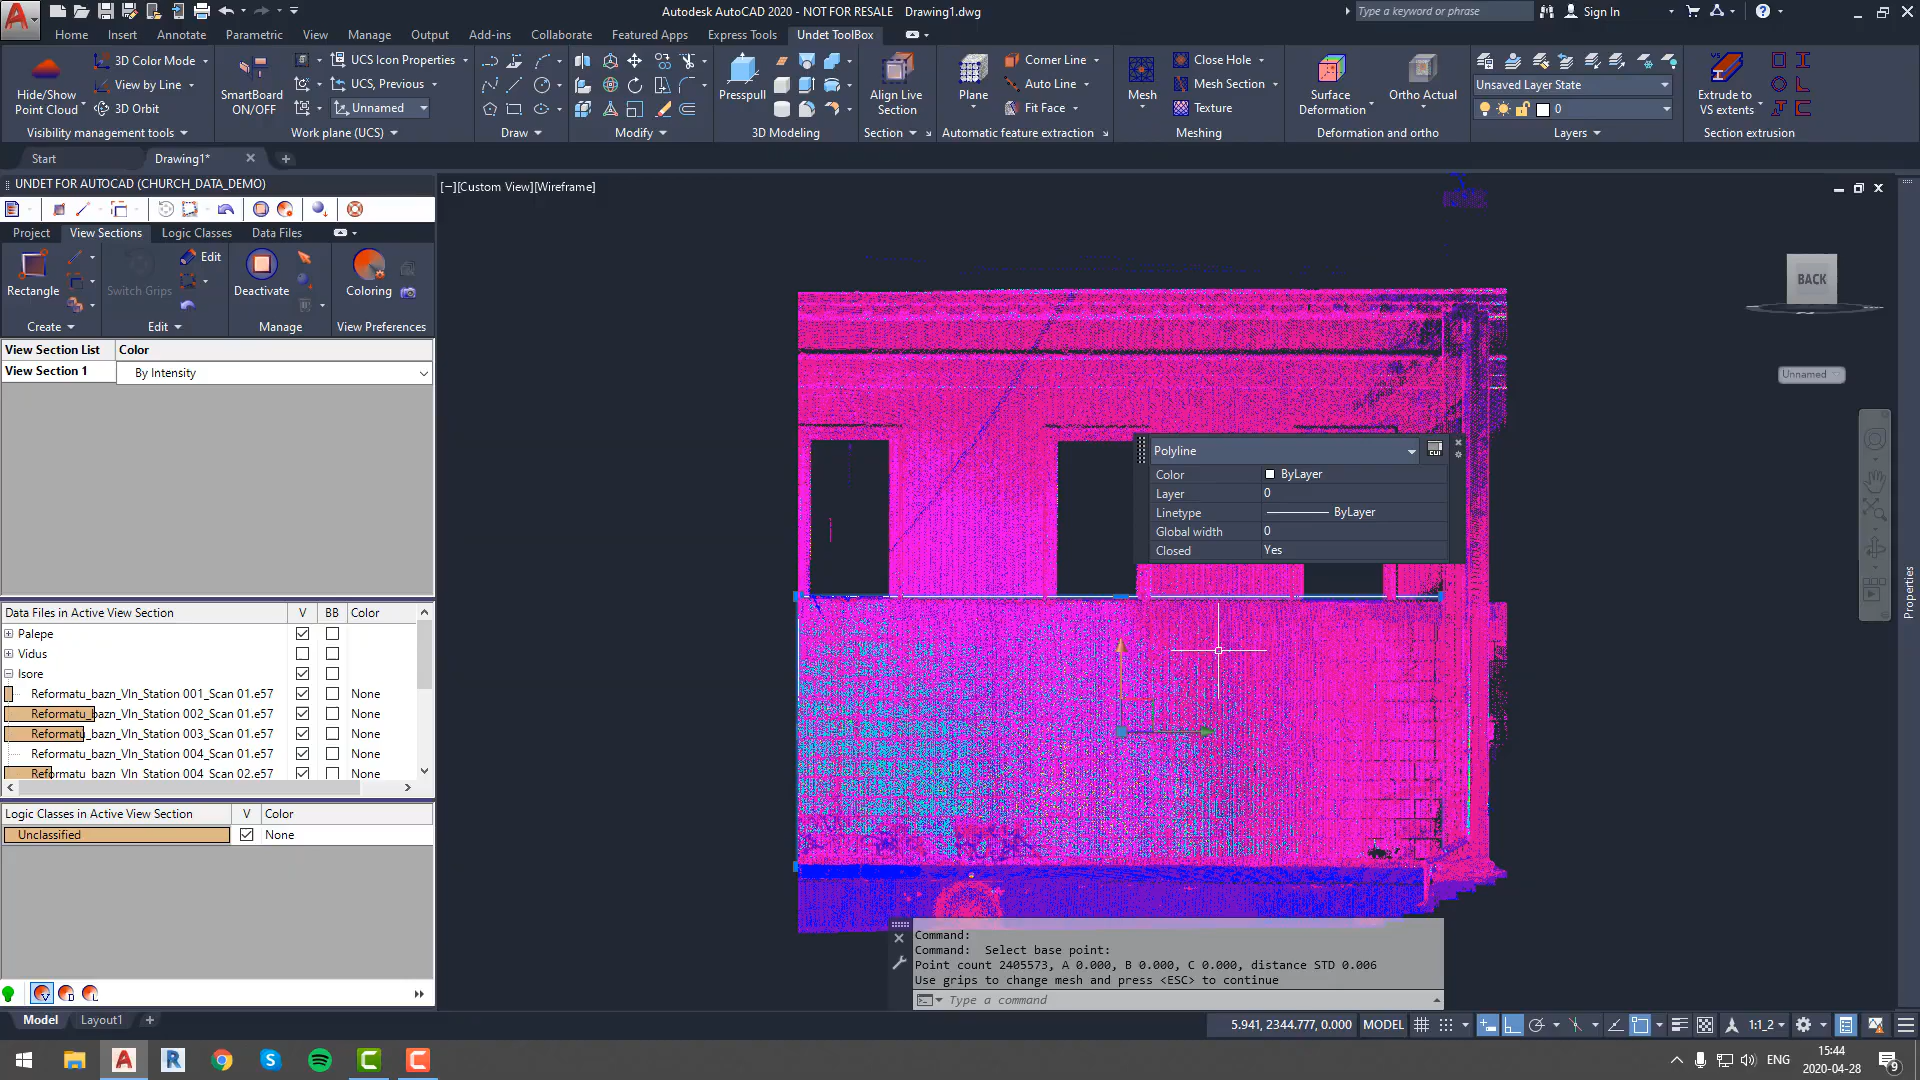 Autodesk AutoCAD 2020 - NOT FOR RESALE Drawing1.dwg
Type a keyword or phrase
Sign In
Home Insert Annotate Parametric View Manage Output Add-ins Collaborate Featured Apps Express Tools Undet ToolBox
Hide/Show
Point Cloud
3D Color Mode
View by Line
3D Orbit
Visibility management tools
SmartBoard
ON/OFF
UCS Icon Properties
UCS, Previous
Unnamed
Work plane (UCS)
Draw
Modify
Presspull
3D Modeling
Align Live
Section
Section
Plane
Corner Line
Auto Line
Fit Face
Automatic feature extraction
Mesh
Close Hole
Mesh Section
Texture
Meshing
Surface
Deformation
Ortho Actual
Deformation and ortho
Unsaved Layer State
0
Layers
Extrude to
VS extents
Section extrusion
Start
Drawing1*
UNDET FOR AUTOCAD (CHURCH_DATA_DEMO)
Project View Sections Logic Classes Data Files
Rectangle
Create
Switch Grips
Edit
Edit
Deactivate
Manage
Coloring
View Preferences
View Section List Color
View Section 1 By Intensity
Data Files in Active View Section V BB Color
Palepe
Vidus
Isore
Reformatu_bazn_Vln_Station 001_Scan 01.e57 None
Reformatu_bazn_Vln_Station 002_Scan 01.e57 None
Reformatu_bazn_Vln_Station 003_Scan 01.e57 None
Reformatu_bazn_Vln_Station 004_Scan 01.e57 None
Reformatu_bazn_Vln_Station 004_Scan 02.e57 None
Logic Classes in Active View Section V Color
Unclassified None
[−][Custom View][Wireframe]
BACK
Unnamed
Properties
Polyline
Color ByLayer
Layer 0
Linetype ByLayer
Global width 0
Closed Yes
Command:
Command: Select base point:
Point count 2405573, A 0.000, B 0.000, C 0.000, distance STD 0.006
Use grips to change mesh and press <ESC> to continue
Type a command
Model Layout1
5.941, 2344.777, 0.000 MODEL
1:1_2
ENG
15:44
2020-04-28
9